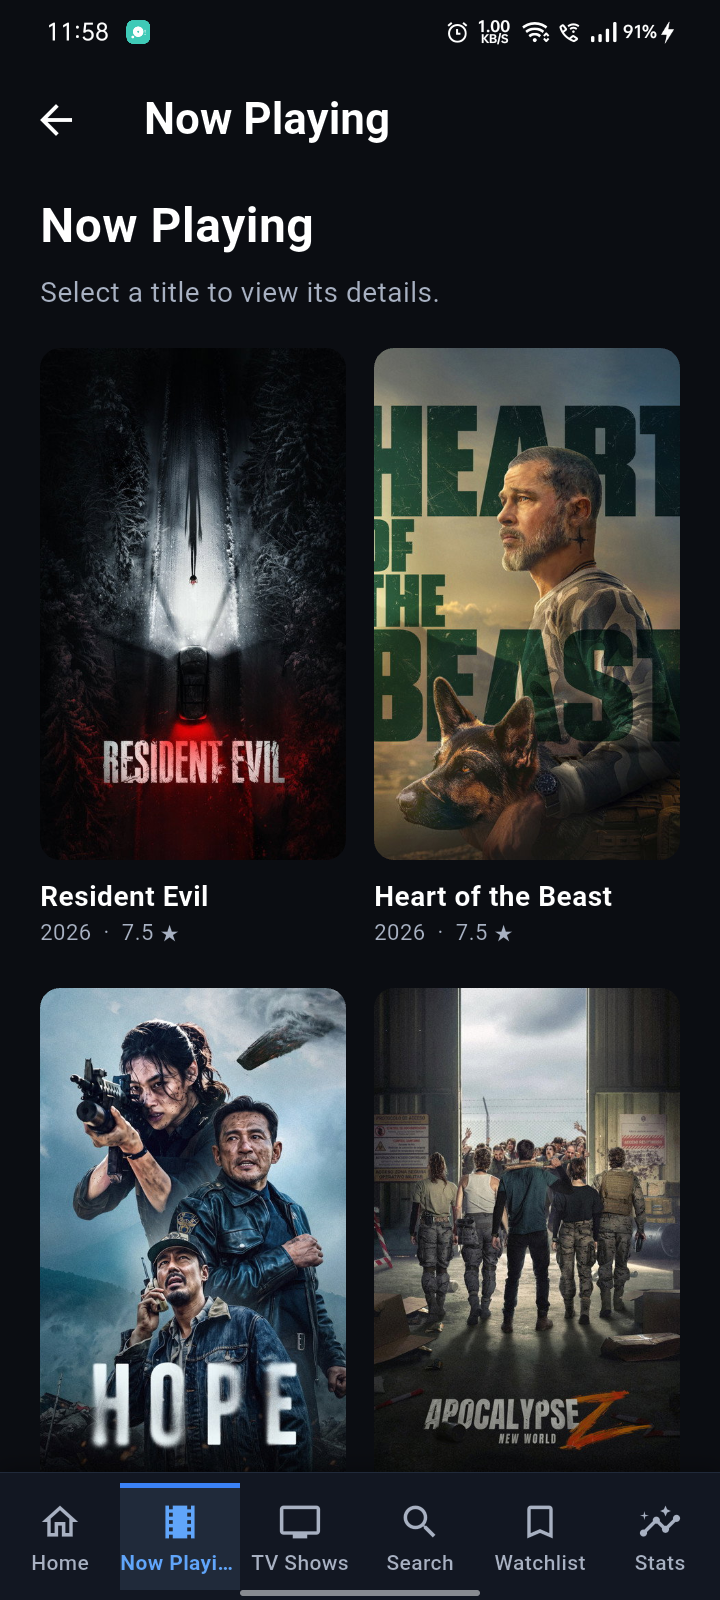 11:58
1.00
KB/S
91%
Now Playing
Now Playing
Select a title to view its details.
RESIDENT EVIL
HEART
OF
THE
BEAST
Resident Evil
2026 · 7.5 ★
Heart of the Beast
2026 · 7.5 ★
HOPE
APOCALYPSE Z
NEW WORLD
Home
Now Playi...
TV Shows
Search
Watchlist
Stats